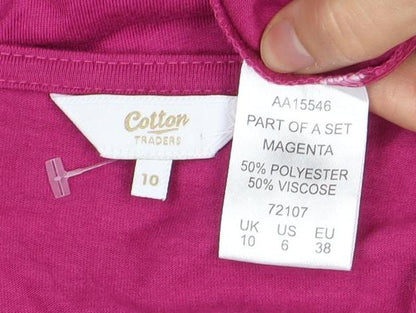 Cotton
TRADERS
10
AA15546
PART OF A SET
MAGENTA
50% POLYESTER
50% VISCOSE
72107
UK US EU
10 6 38